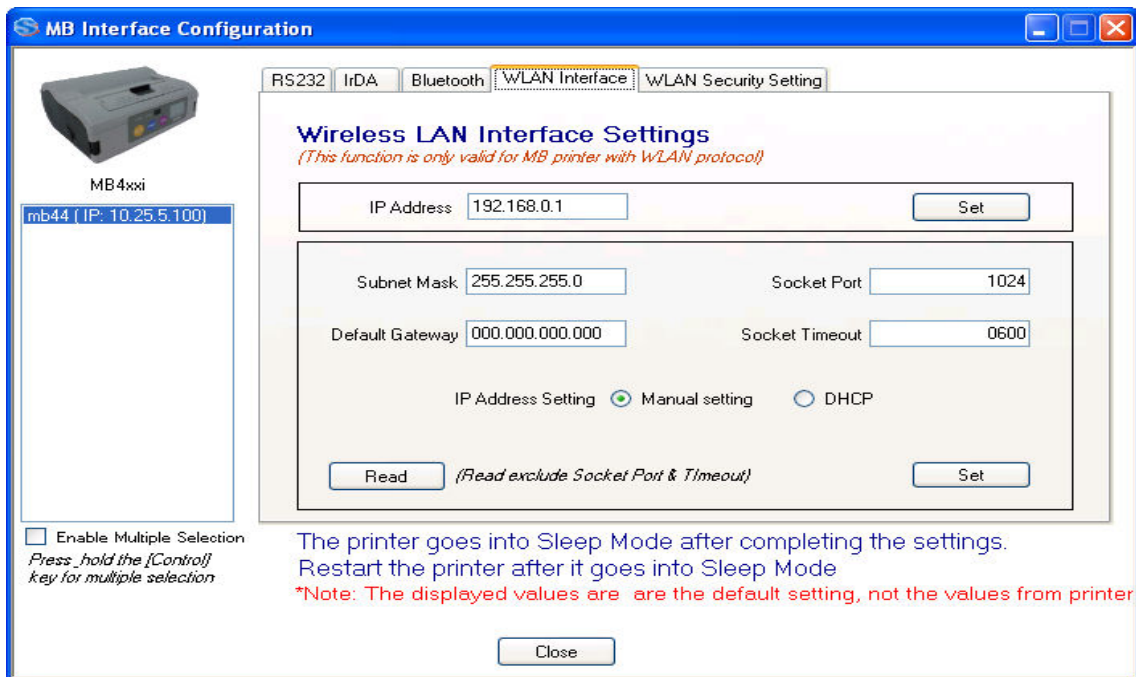 MB Interface Configuration
RS232 IrDA Bluetooth WLAN Interface WLAN Security Setting
Wireless LAN Interface Settings
(This function is only valid for MB printer with WLAN protocol)
MB4xxi
mb44 ( IP: 10.25.5.100)
IP Address 192.168.0.1 Set
Subnet Mask 255.255.255.0 Socket Port 1024
Default Gateway 000.000.000.000 Socket Timeout 0600
IP Address Setting Manual setting DHCP
Read (Read exclude Socket Port & TImeout) Set
Enable Multiple Selection
Press_hold the [Control]
key for multiple selection
The printer goes into Sleep Mode after completing the settings.
Restart the printer after it goes into Sleep Mode
*Note: The displayed values are are the default setting, not the values from printer
Close